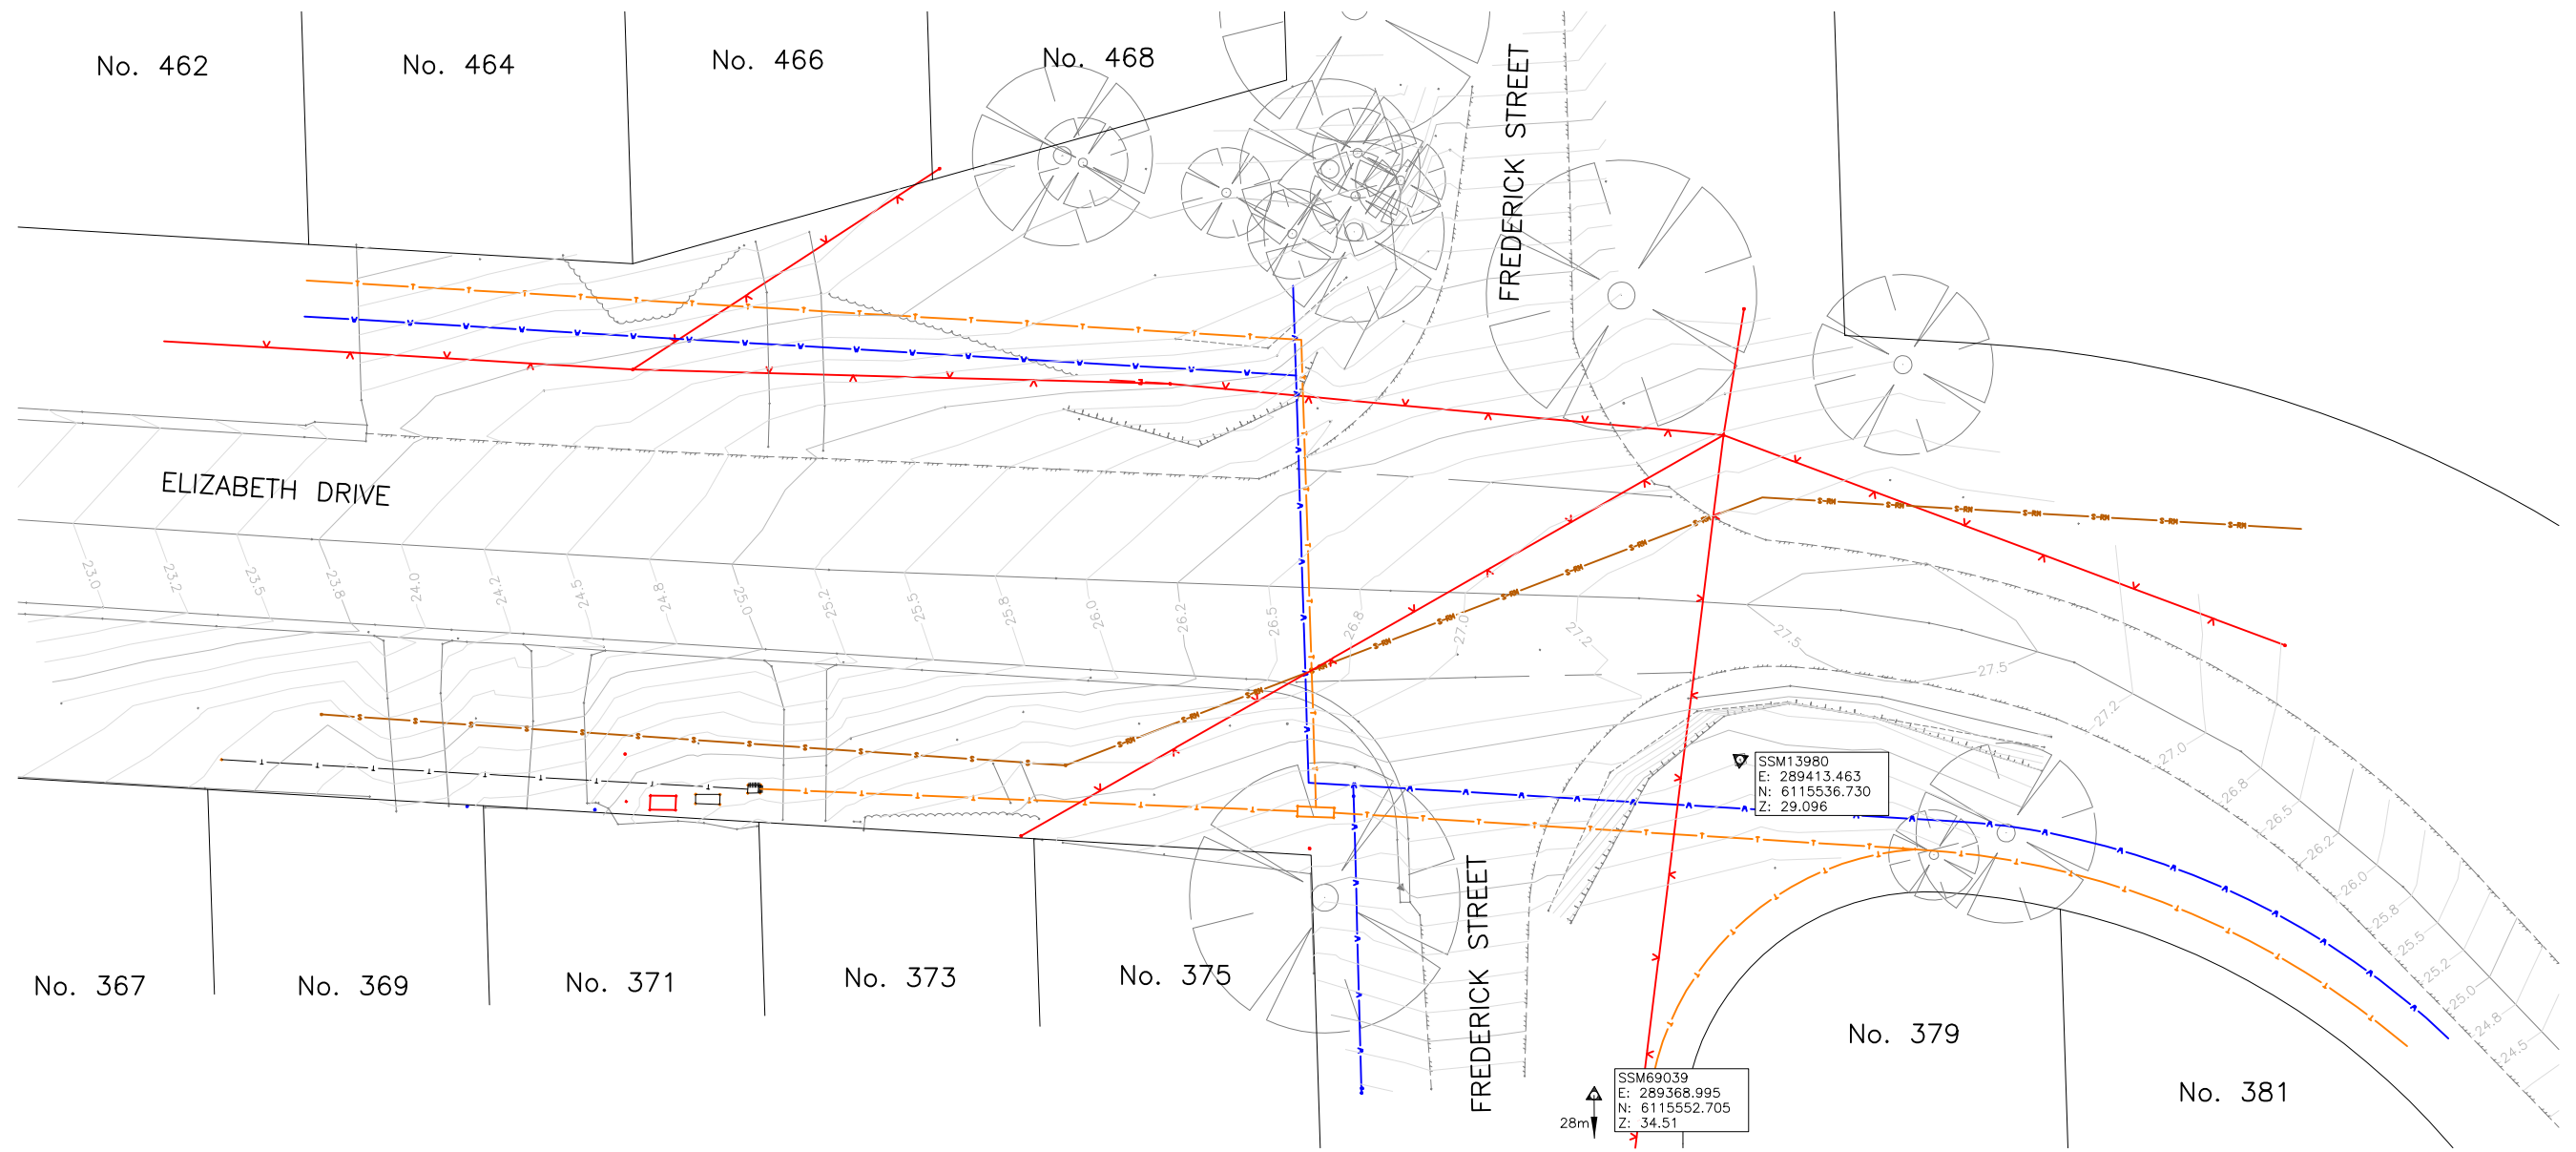 No. 462
No. 464
No. 466
No. 468
FREDERICK STREET
ELIZABETH DRIVE
23.0
23.2
23.5
23.8
24.0
24.2
24.5
24.8
25.0
25.2
25.5
25.8
26.0
26.2
26.5
26.8
27.0
27.2
27.5
27.5
27.2
27.0
26.8
26.5
26.2
26.0
25.8
25.5
25.2
25.0
24.8
24.5
SSM13980
E: 289413.463
N: 6115536.730
Z: 29.096
No. 367
No. 369
No. 371
No. 373
No. 375
FREDERICK STREET
No. 379
No. 381
SSM69039
E: 289368.995
N: 6115552.705
Z: 34.51
28m